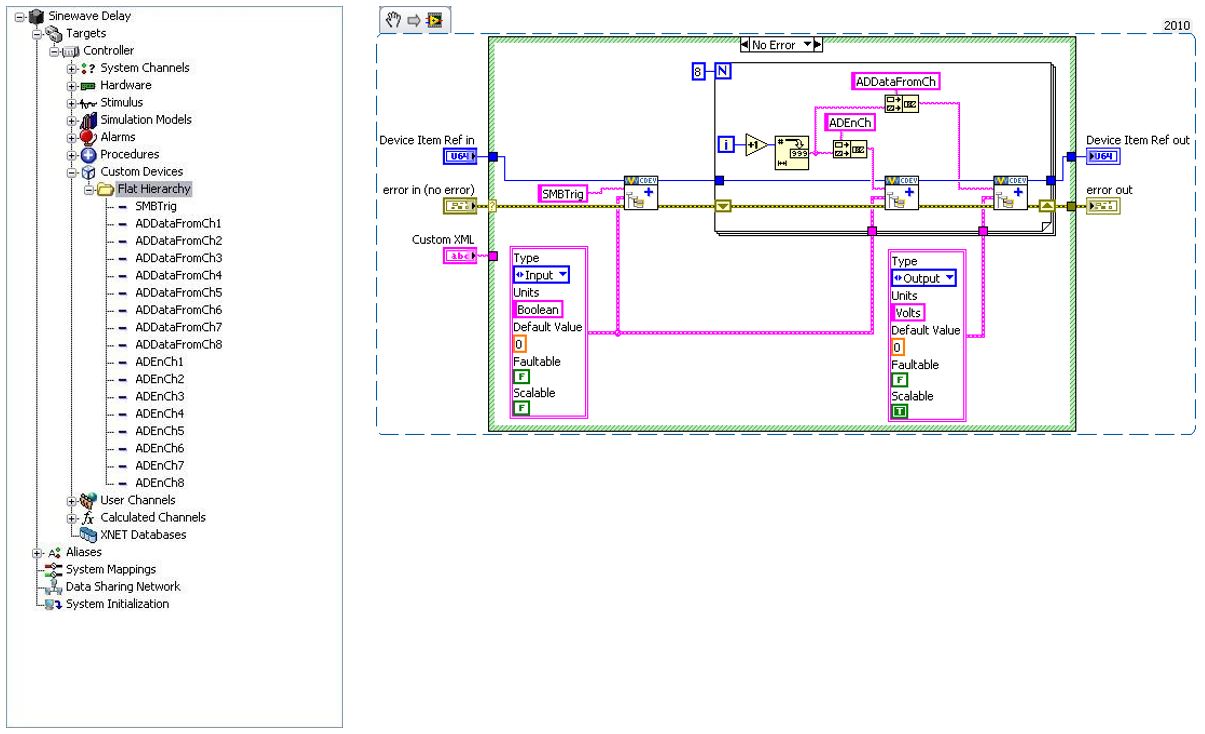 Sinewave Delay
Targets
Controller
System Channels
Hardware
Stimulus
Simulation Models
Alarms
Procedures
Custom Devices
Flat Hierarchy
SMBTrig
ADDataFromCh1
ADDataFromCh2
ADDataFromCh3
ADDataFromCh4
ADDataFromCh5
ADDataFromCh6
ADDataFromCh7
ADDataFromCh8
ADEnCh1
ADEnCh2
ADEnCh3
ADEnCh4
ADEnCh5
ADEnCh6
ADEnCh7
ADEnCh8
User Channels
Calculated Channels
XNET Databases
Aliases
System Mappings
Data Sharing Network
System Initialization
2010
No Error
8 N
ADDataFromCh
ADEnCh
i +1 # 999
Device Item Ref in
U64
error in (no error)
?
Custom XML
abc
SMBTrig
CDEV
CDEV
CDEV
Device Item Ref out
U64
error out
Type
Input
Units
Boolean
Default Value
0
Faultable
F
Scalable
F
Type
Output
Units
Volts
Default Value
0
Faultable
F
Scalable
T